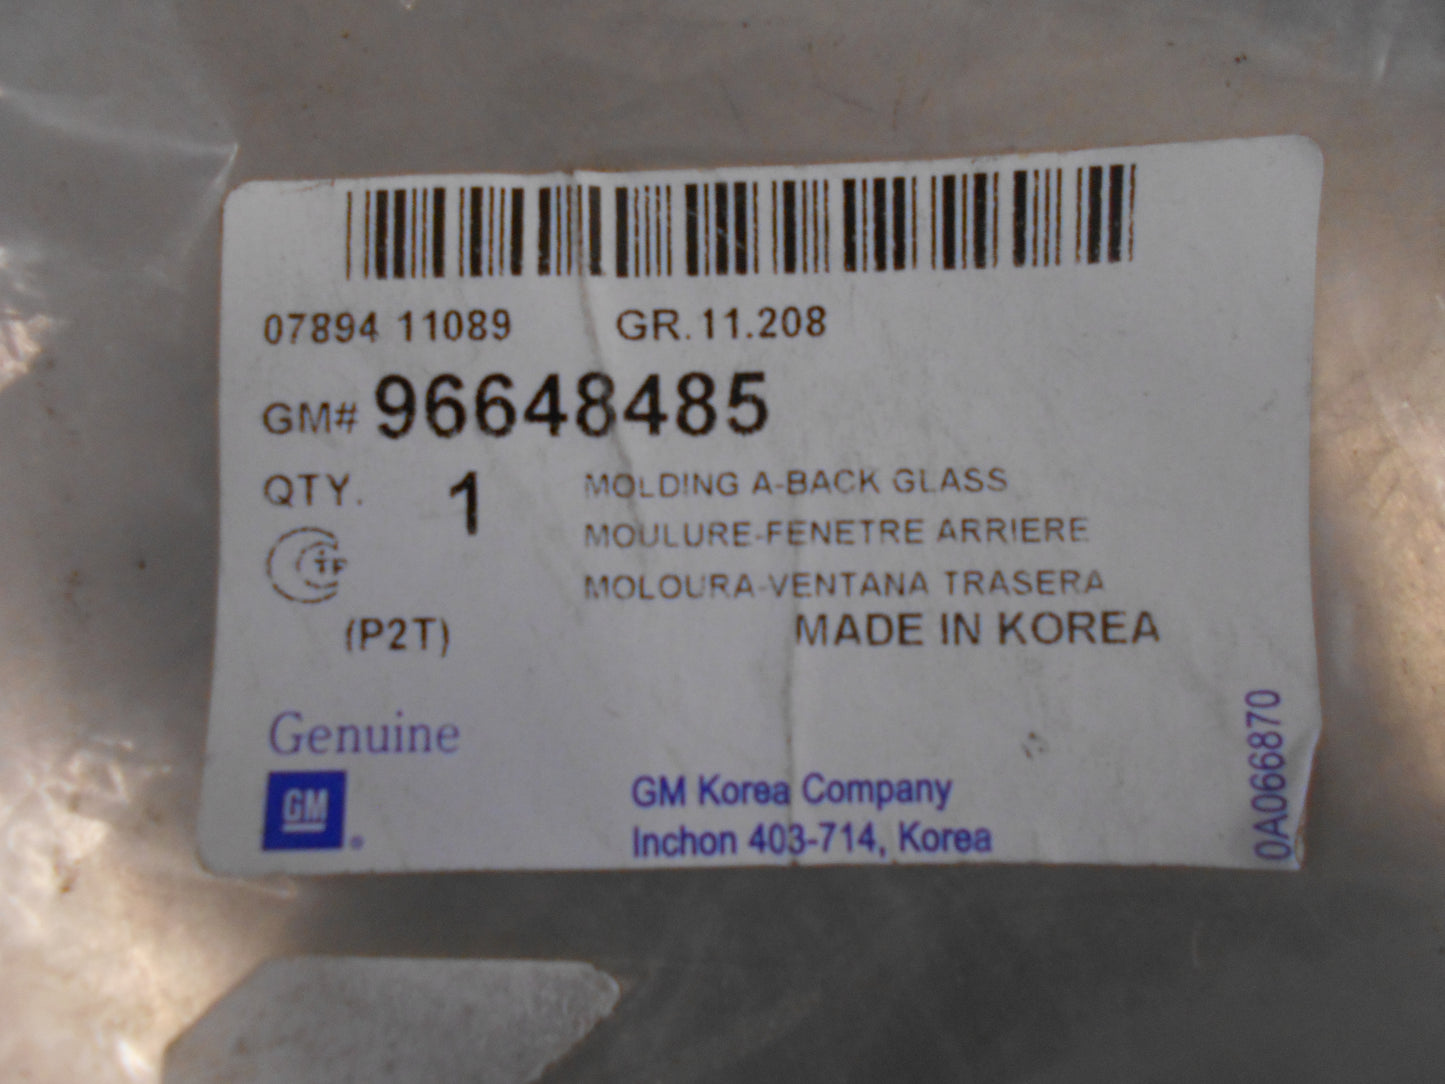 07894 11089 GR.11.208
GM# 96648485
QTY. 1
MOLDING A-BACK GLASS
MOULURE-FENETRE ARRIERE
MOLOURA-VENTANA TRASERA
(P2T)
MADE IN KOREA
Genuine
GM
®
GM Korea Company
Inchon 403-714, Korea
0A066870